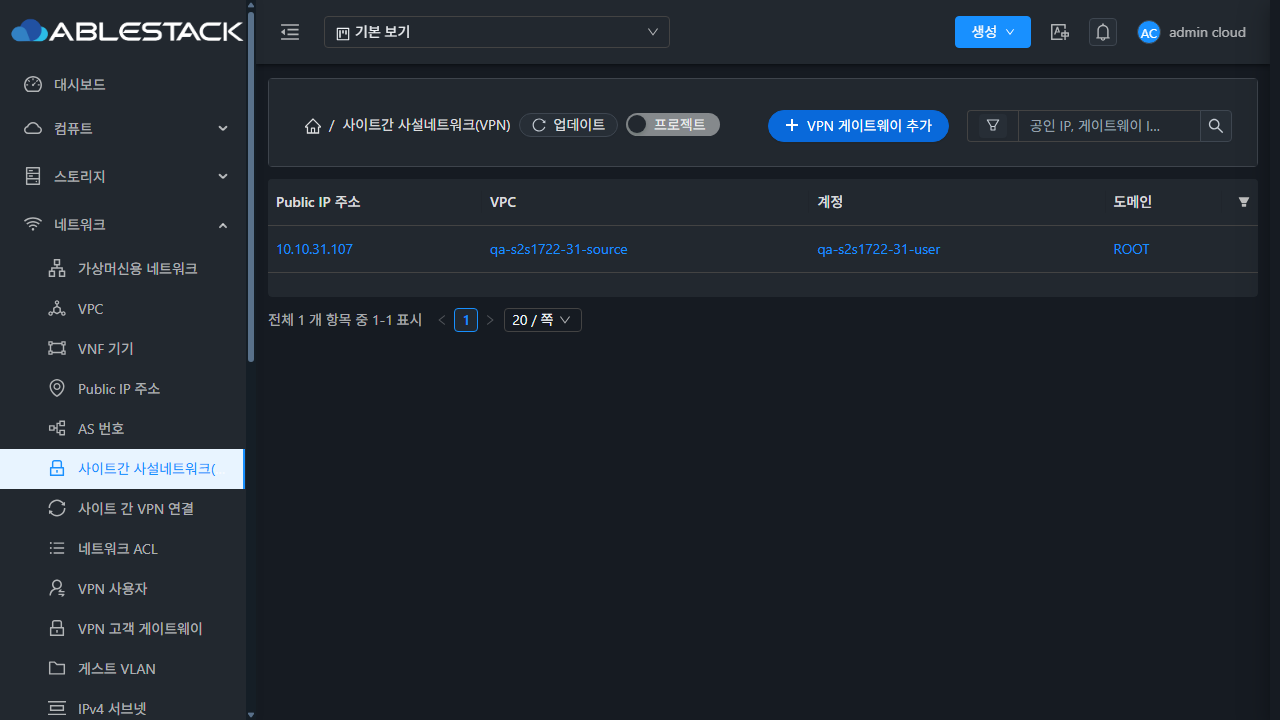 ABLESTACK
기본 보기
생성
AC
admin cloud
대시보드
컴퓨트
스토리지
네트워크
가상머신용 네트워크
VPC
VNF 기기
Public IP 주소
AS 번호
사이트간 사설네트워크(
사이트 간 VPN 연결
네트워크 ACL
VPN 사용자
VPN 고객 게이트웨이
게스트 VLAN
IPv4 서브넷
/ 사이트간 사설네트워크(VPN)
업데이트
프로젝트
VPN 게이트웨이 추가
공인 IP, 게이트웨이 I...
Public IP 주소 VPC 계정 도메인
10.10.31.107 qa-s2s1722-31-source qa-s2s1722-31-user ROOT
전체 1 개 항목 중 1-1 표시
1
20 / 쪽